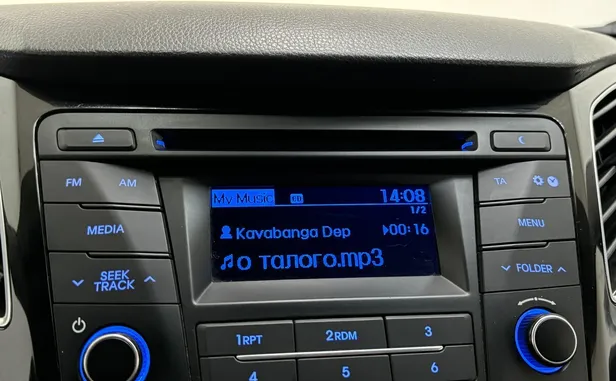 FM AM
TA
My Music 14:08
1/2
MEDIA
MENU
Kavabanga Dep 00:16
SEEK
TRACK
о талого.mp3
FOLDER
1RPT 2RDM 3
4 5 6